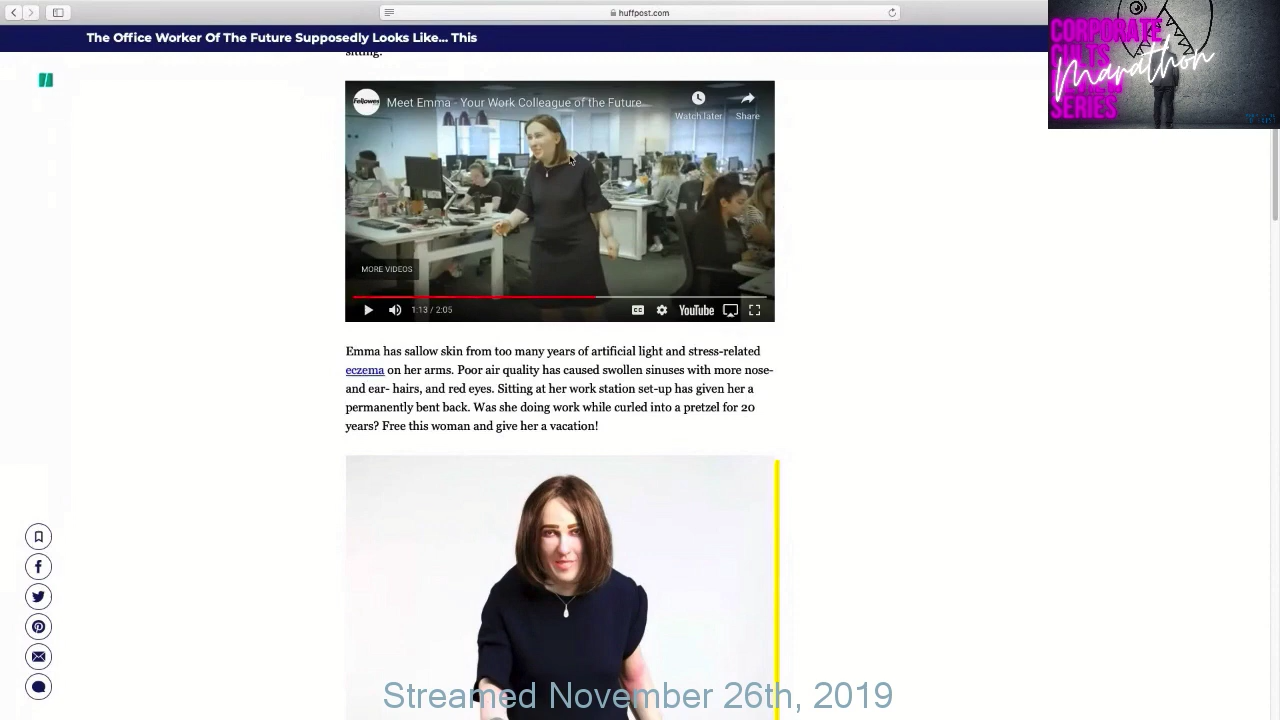 huffpost.com
The Office Worker Of The Future Supposedly Looks Like... This
CORPORATE
CULTS
Marathon
SERIES
sitting.
Fellowes
Meet Emma - Your Work Colleague of the Future
Watch later
Share
MORE VIDEOS
1:13 / 2:05
CC
YouTube
Emma has sallow skin from too many years of artificial light and stress-related
eczema on her arms. Poor air quality has caused swollen sinuses with more nose-
and ear- hairs, and red eyes. Sitting at her work station set-up has given her a
permanently bent back. Was she doing work while curled into a pretzel for 20
years? Free this woman and give her a vacation!
Streamed November 26th, 2019